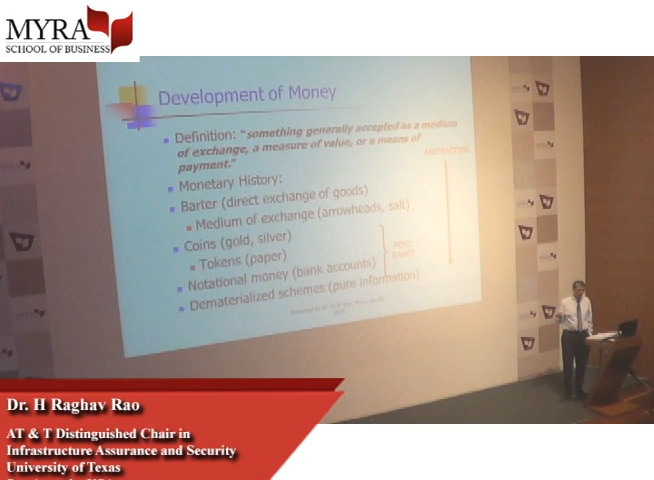 MYRA
SCHOOL OF BUSINESS
Development of Money
Definition: "something generally accepted as a medium
of exchange, a measure of value, or a means of
payment."
ABSTRACTION
Monetary History:
Barter (direct exchange of goods)
Medium of exchange (arrowheads, salt)
Coins (gold, silver)
Tokens (paper)
NEED
BANKS
Notational money (bank accounts)
Dematerialized schemes (pure information)
Dr. H Raghav Rao
AT & T Distinguished Chair in
Infrastructure Assurance and Security
University of Texas